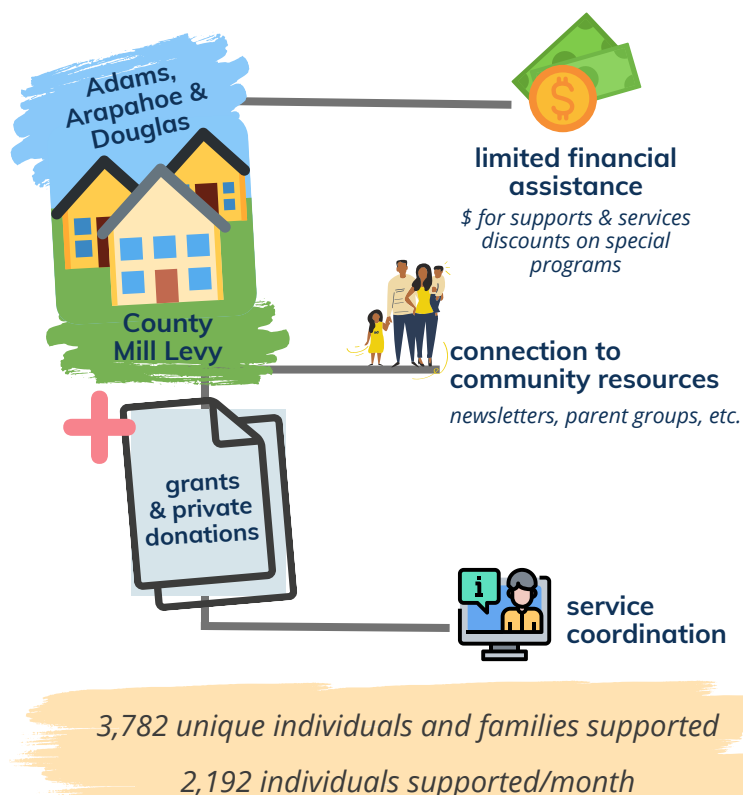 Adams,
Arapahoe &
Douglas
County
Mill Levy
limited financial
assistance
$ for supports & services
discounts on special
programs
connection to
community resources
newsletters, parent groups, etc.
grants
& private
donations
service
coordination
3,782 unique individuals and families supported
2,192 individuals supported/month